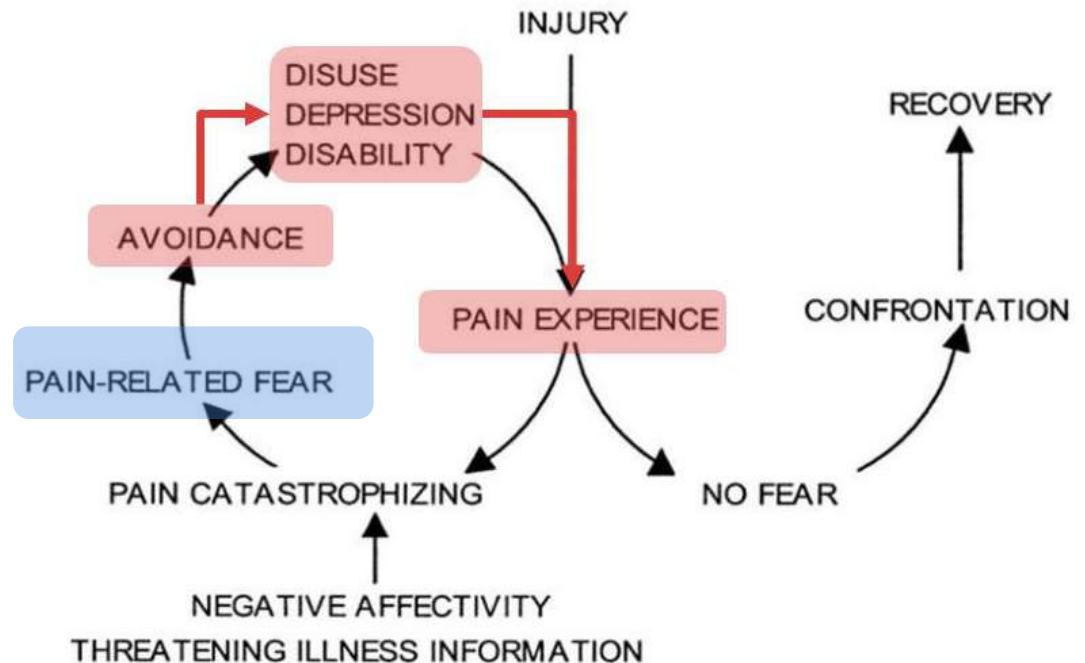 INJURY
DISUSE
DEPRESSION
DISABILITY
RECOVERY
AVOIDANCE
PAIN EXPERIENCE
CONFRONTATION
PAIN-RELATED FEAR
PAIN CATASTROPHIZING
NO FEAR
NEGATIVE AFFECTIVITY
THREATENING ILLNESS INFORMATION